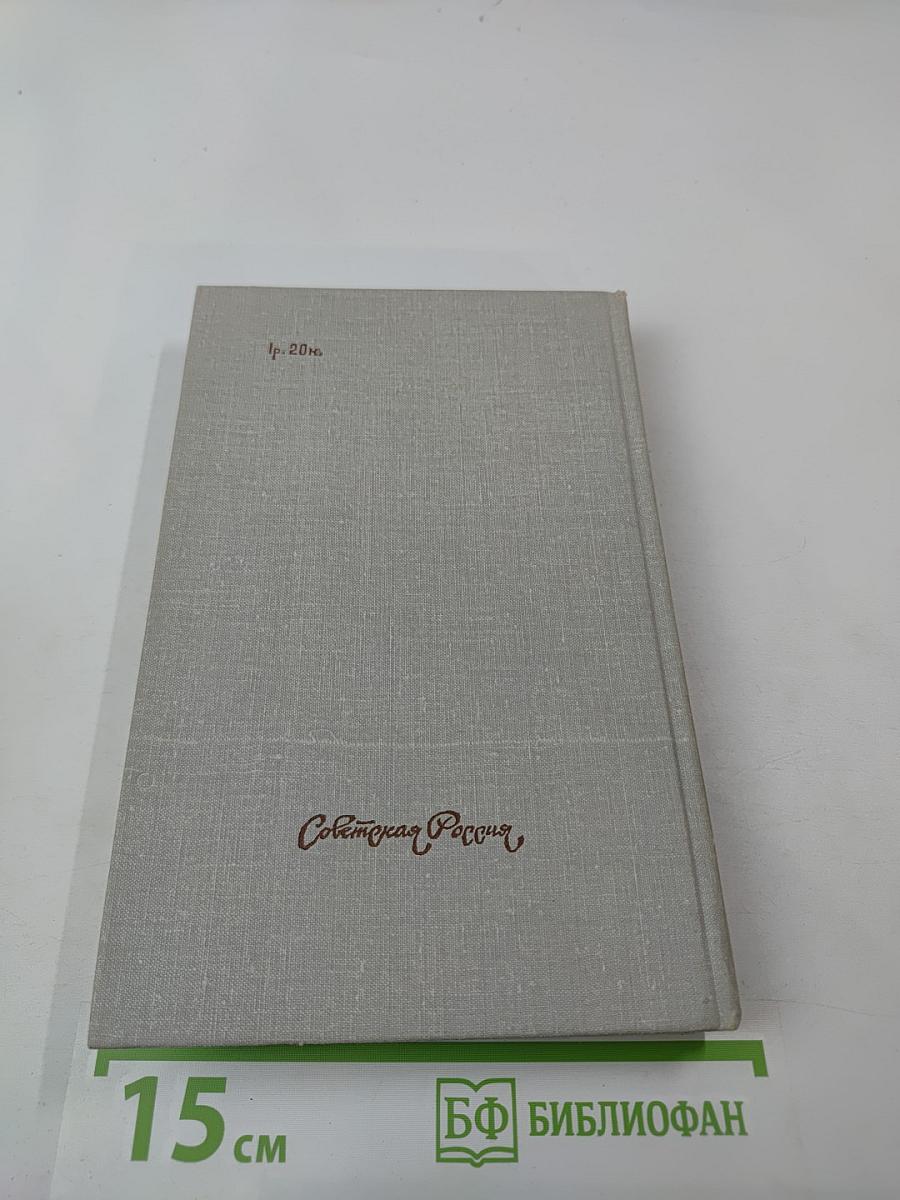 1р. 20к.
Советская Россия
15 см
БФ БИБЛИОФАН